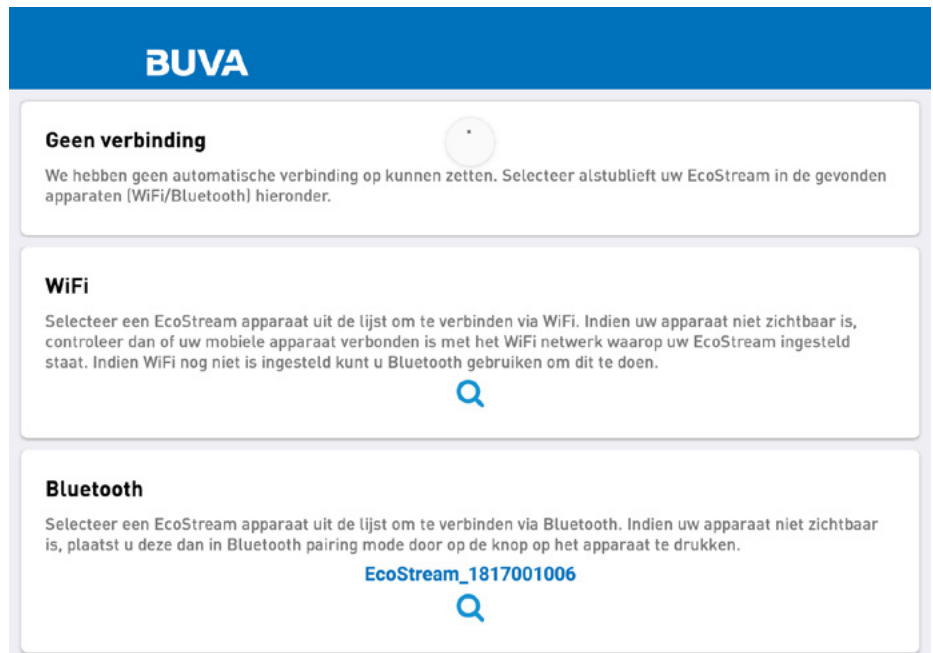 BUVA
Geen verbinding
We hebben geen automatische verbinding op kunnen zetten. Selecteer alstublieft uw EcoStream in de gevonden
apparaten (WiFi/Bluetooth) hieronder.
WiFi
Selecteer een EcoStream apparaat uit de lijst om te verbinden via WiFi. Indien uw apparaat niet zichtbaar is,
controleer dan of uw mobiele apparaat verbonden is met het WiFi netwerk waarop uw EcoStream ingesteld
staat. Indien WiFi nog niet is ingesteld kunt u Bluetooth gebruiken om dit te doen.
Bluetooth
Selecteer een EcoStream apparaat uit de lijst om te verbinden via Bluetooth. Indien uw apparaat niet zichtbaar
is, plaatst u deze dan in Bluetooth pairing mode door op de knop op het apparaat te drukken.
EcoStream_1817001006